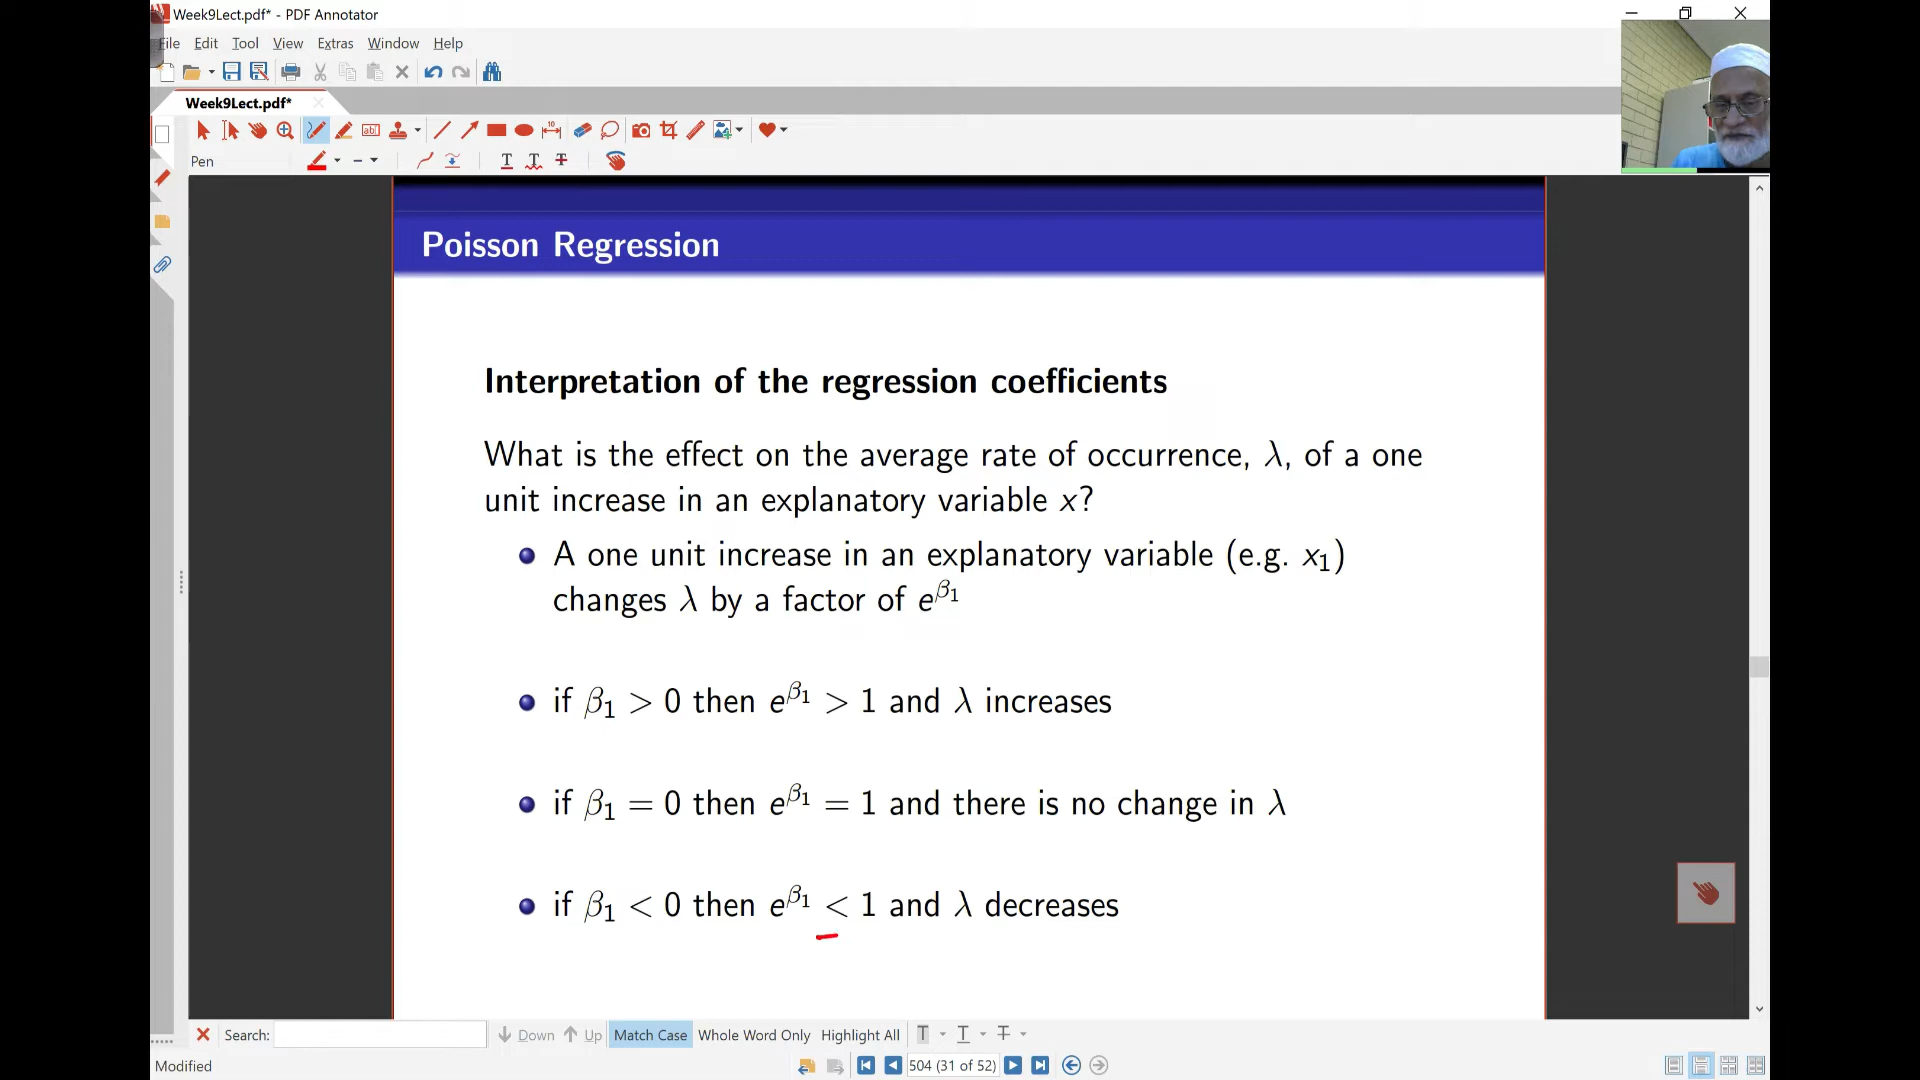 Week9Lect.pdf* - PDF Annotator
File Edit Tool View Extras Window Help
Week9Lect.pdf*
Pen
Poisson Regression
Interpretation of the regression coefficients
What is the effect on the average rate of occurrence, λ, of a one
unit increase in an explanatory variable x?
A one unit increase in an explanatory variable (e.g. x₁)
changes λ by a factor of e^β₁
if β₁ > 0 then e^β₁ > 1 and λ increases
if β₁ = 0 then e^β₁ = 1 and there is no change in λ
if β₁ < 0 then e^β₁ < 1 and λ decreases
Search: Down Up Match Case Whole Word Only Highlight All
Modified 504 (31 of 52)